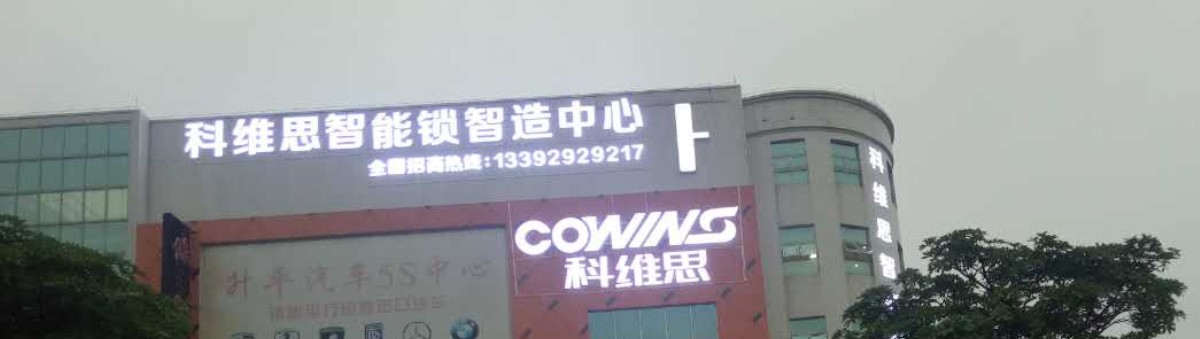 科维思智能锁智造中心
全国招商热线:13392929217
COWINS
科维思
科维思智
升平汽车5S中心